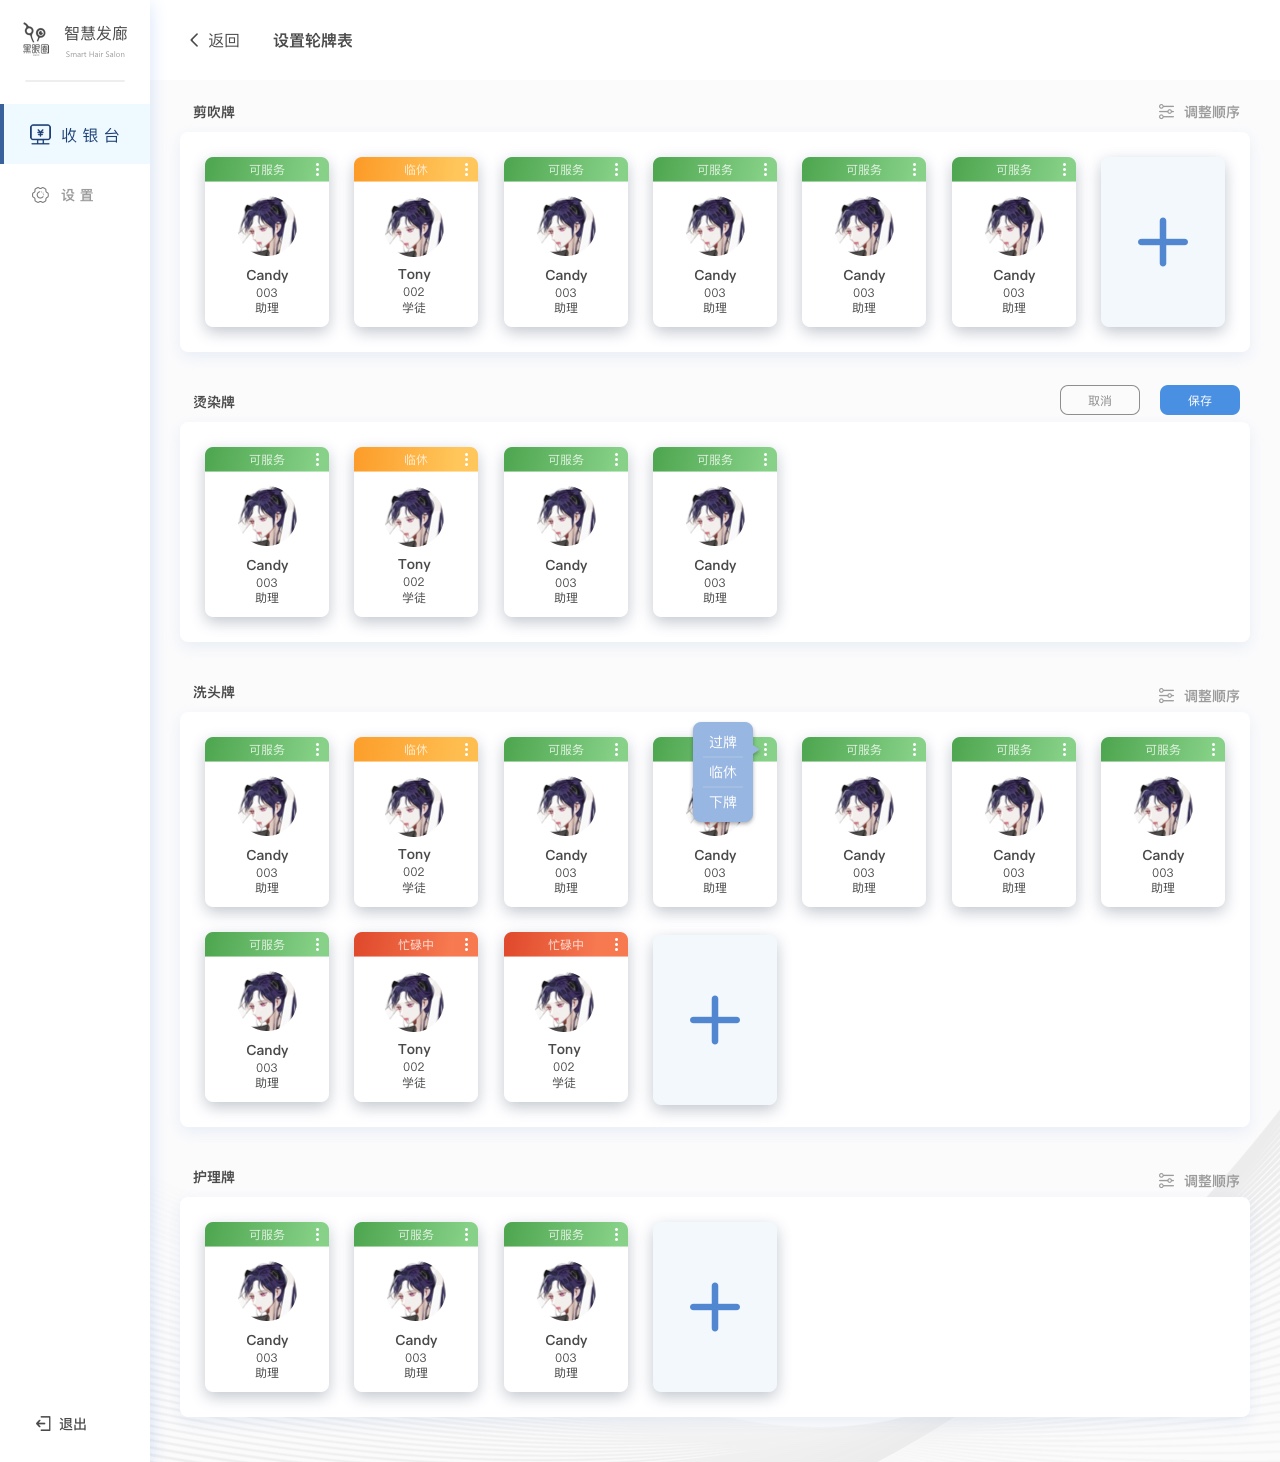 智慧发廊
黑眼圈
Smart Hair Salon
收银台
设置
退出
返回
设置轮牌表
剪吹牌
调整顺序
可服务
临休
可服务
可服务
可服务
可服务
Candy
Tony
Candy
Candy
Candy
Candy
003
002
003
003
003
003
助理
学徒
助理
助理
助理
助理
烫染牌
取消
保存
可服务
临休
可服务
可服务
Candy
Tony
Candy
Candy
003
002
003
003
助理
学徒
助理
助理
洗头牌
调整顺序
可服务
临休
可服务
过牌
临休
下牌
可服务
可服务
可服务
Candy
Tony
Candy
Candy
Candy
Candy
Candy
003
002
003
003
003
003
003
助理
学徒
助理
助理
助理
助理
助理
可服务
忙碌中
忙碌中
Candy
Tony
Tony
003
002
002
助理
学徒
学徒
护理牌
调整顺序
可服务
可服务
可服务
Candy
Candy
Candy
003
003
003
助理
助理
助理